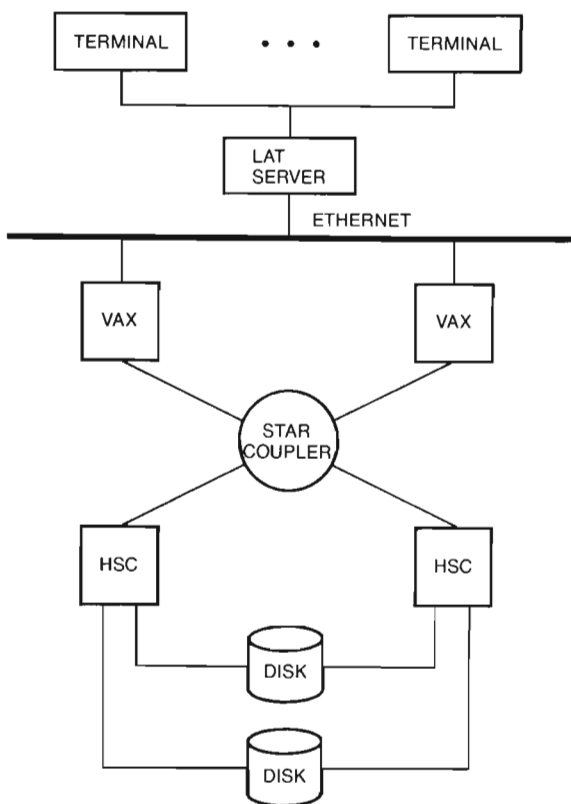 TERMINAL
• • •
TERMINAL
LAT
SERVER
ETHERNET
VAX
VAX
STAR
COUPLER
HSC
HSC
DISK
DISK